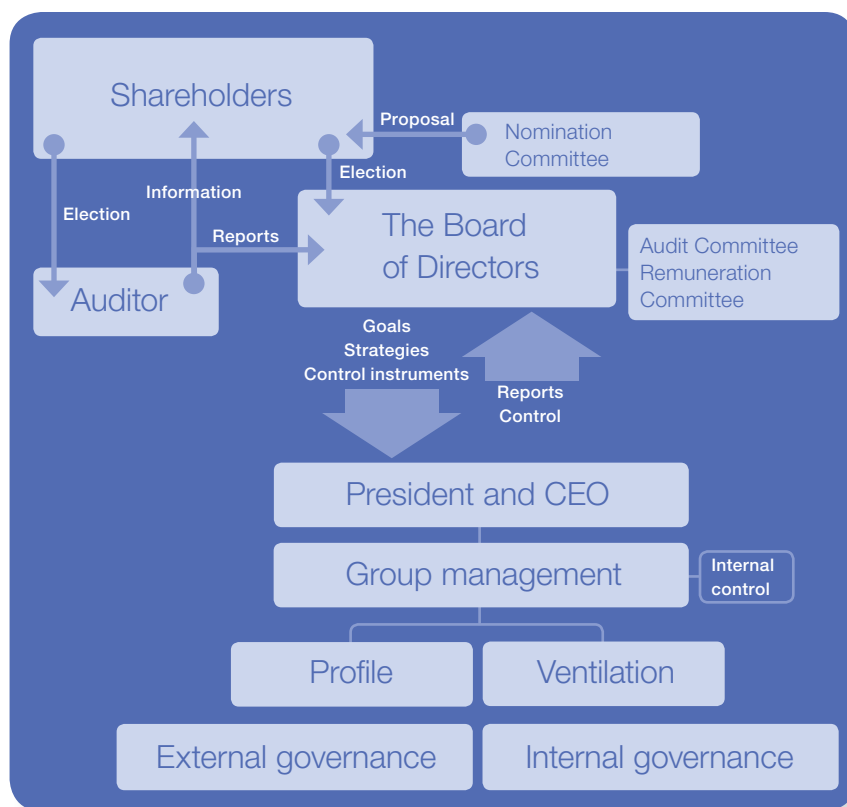 Shareholders
Proposal
Nomination
Committee
Election
Information
Election
Reports
The Board
of Directors
Audit Committee
Remuneration
Committee
Auditor
Goals
Strategies
Control instruments
Reports
Control
President and CEO
Group management
Internal
control
Profile
Ventilation
External governance
Internal governance